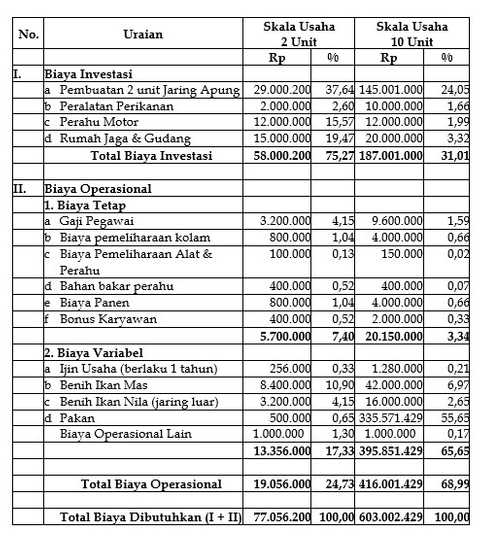 No. Uraian Skala Usaha 2 Unit Skala Usaha 10 Unit
Rp % Rp %
I. Biaya Investasi
a Pembuatan 2 unit Jaring Apung 29.000.200 37,64 145.001.000 24,05
b Peralatan Perikanan 2.000.000 2,60 10.000.000 1,66
c Perahu Motor 12.000.000 15,57 12.000.000 1,99
d Rumah Jaga & Gudang 15.000.000 19,47 20.000.000 3,32
Total Biaya Investasi 58.000.200 75,27 187.001.000 31,01
II. Biaya Operasional
1. Biaya Tetap
a Gaji Pegawai 3.200.000 4,15 9.600.000 1,59
b Biaya pemeliharaan kolam 800.000 1,04 4.000.000 0,66
c Biaya Pemeliharaan Alat & 100.000 0,13 150.000 0,02
Perahu
d Bahan bakar perahu 400.000 0,52 400.000 0,07
e Biaya Panen 800.000 1,04 4.000.000 0,66
f Bonus Karyawan 400.000 0,52 2.000.000 0,33
5.700.000 7,40 20.150.000 3,34
2. Biaya Variabel
a Ijin Usaha (berlaku 1 tahun) 256.000 0,33 1.280.000 0,21
b Benih Ikan Mas 8.400.000 10,90 42.000.000 6,97
c Benih Ikan Nila (jaring luar) 3.200.000 4,15 16.000.000 2,65
d Pakan 500.000 0,65 335.571.429 55,65
Biaya Operasional Lain 1.000.000 1,30 1.000.000 0,17
13.356.000 17,33 395.851.429 65,65
Total Biaya Operasional 19.056.000 24,73 416.001.429 68,99
Total Biaya Dibutuhkan (I + II) 77.056.200 100,00 603.002.429 100,00